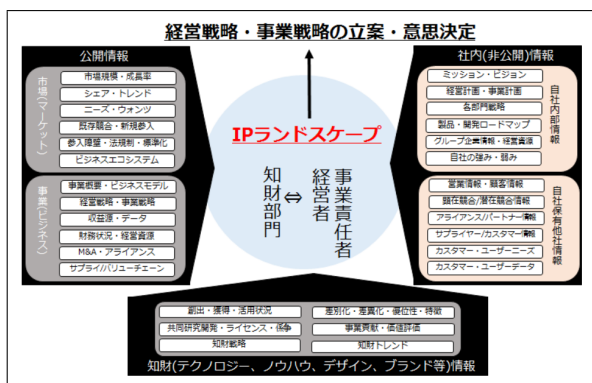 経営戦略・事業戦略の立案・意思決定
公開情報
市場(マーケット)
市場規模・成長率
シェア・トレンド
ニーズ・ウォンツ
既存競合・新規参入
参入障壁・法規制・標準化
ビジネスエコシステム
事業(ビジネス)
事業概要・ビジネスモデル
経営戦略・事業戦略
収益源・データ
財務状況・経営資源
M&A・アライアンス
サプライ/バリューチェーン
IPランドスケープ
知財部門
⇔
経営者
事業責任者
社内(非公開)情報
ミッション・ビジョン
経営計画・事業計画
各部門戦略
製品・開発ロードマップ
グループ企業情報・経営資源
自社の強み・弱み
自社内部情報
営業情報・顧客情報
顕在競合/潜在競合情報
アライアンス/パートナー情報
サプライヤー/カスタマー情報
カスタマー・ユーザーニーズ
カスタマー・ユーザーデータ
自社保有他社情報
創出・獲得・活用状況
差別化・差異化・優位性・特徴
共同研究開発・ライセンス・係争
事業貢献・価値評価
知財戦略
知財トレンド
知財(テクノロジー、ノウハウ、デザイン、ブランド等)情報